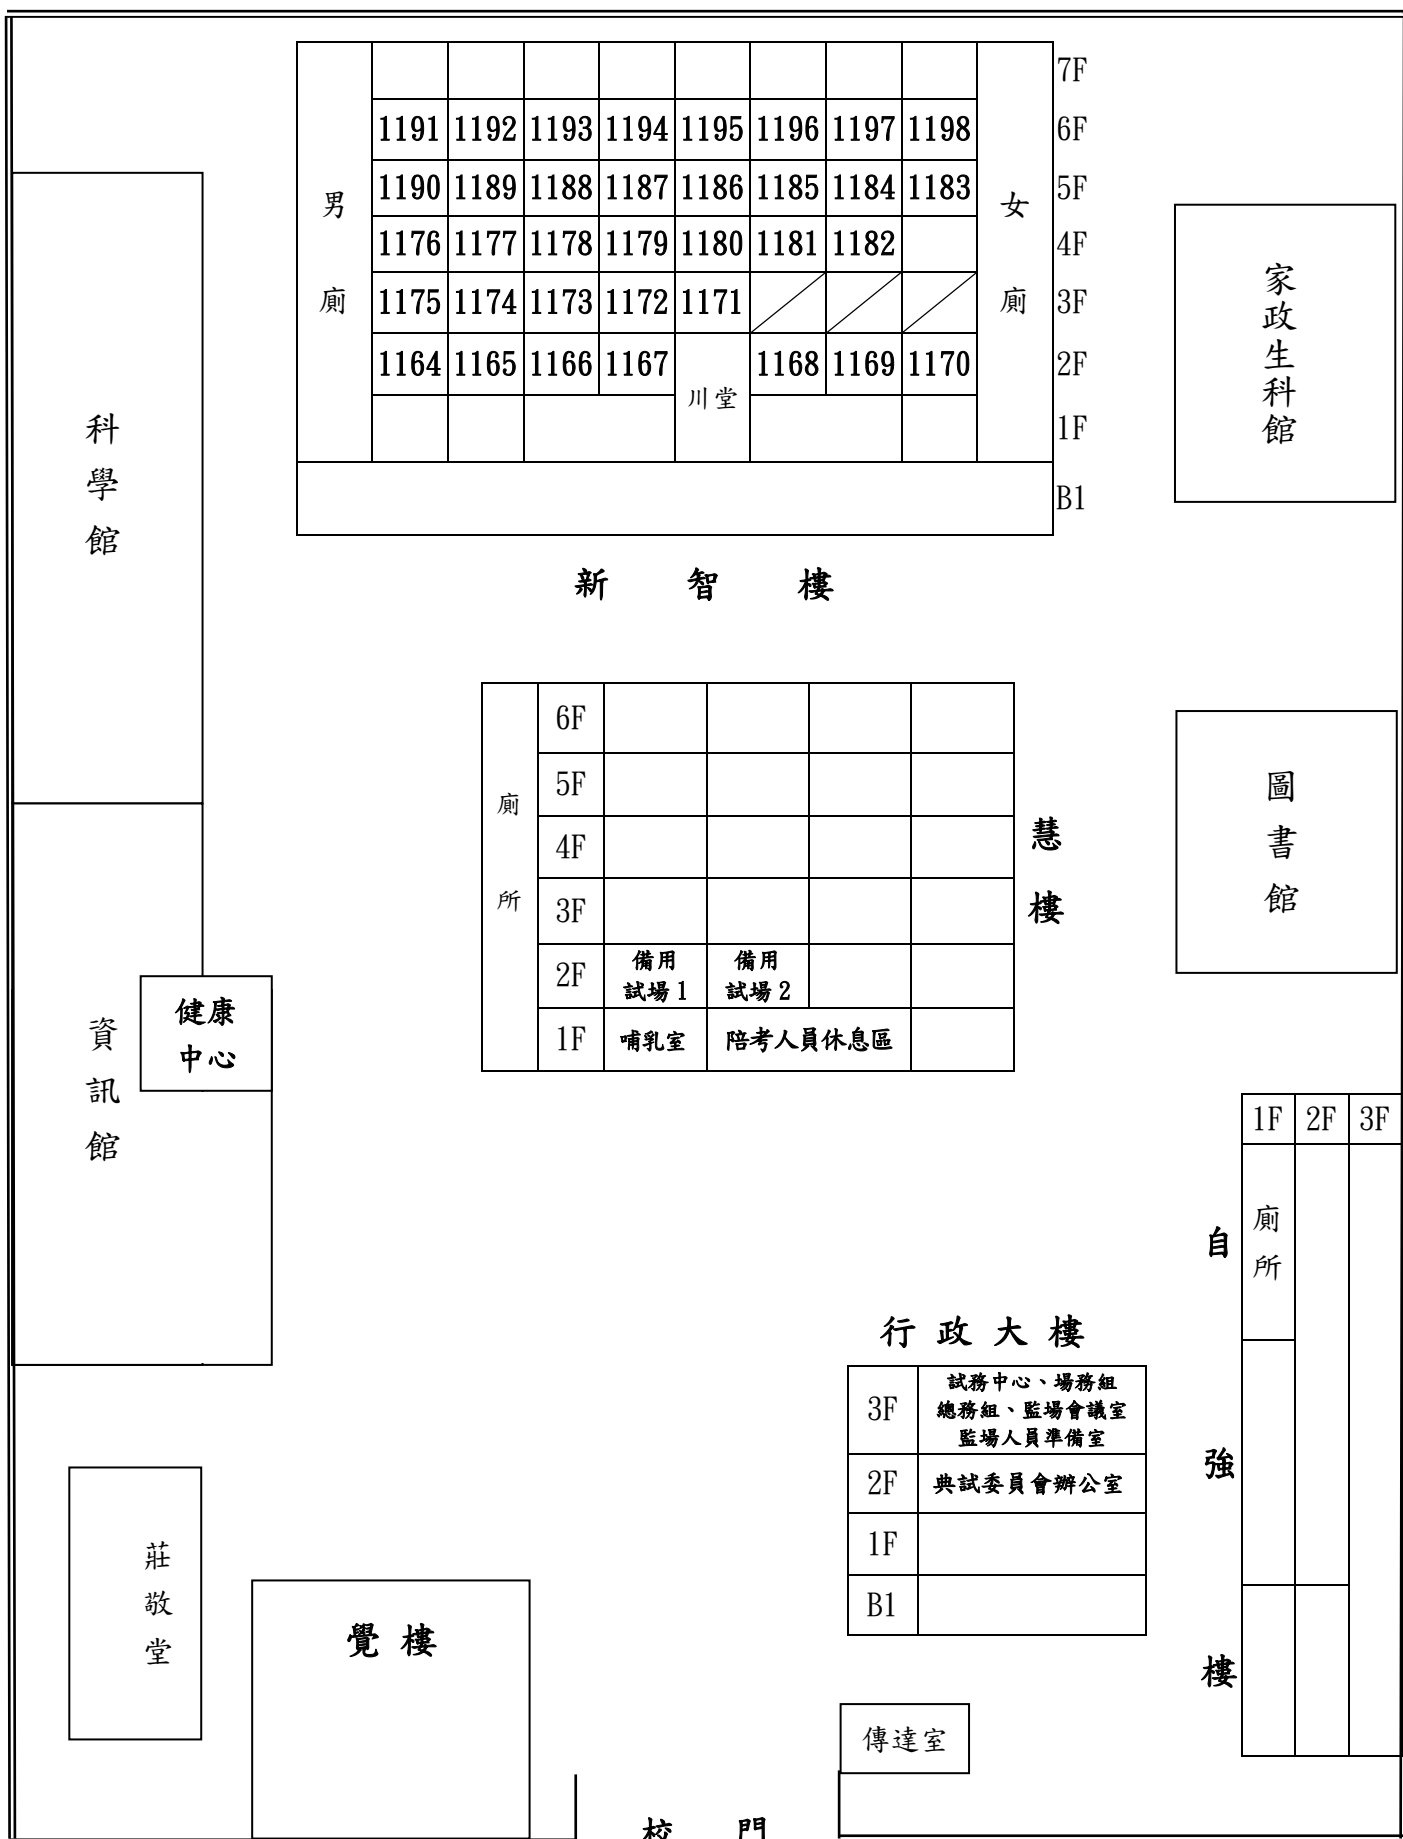 7F
1191 1192 1193 1194 1195 1196 1197 1198 6F
1190 1189 1188 1187 1186 1185 1184 1183 5F
1176 1177 1178 1179 1180 1181 1182 4F
1175 1174 1173 1172 1171 3F
1164 1165 1166 1167 1168 1169 1170 2F
1F
B1
男廁
女廁
川堂
新智樓
科學館
家政生科館
6F
5F
4F
3F
2F 備用 備用
試場1 試場2
1F 哺乳室 陪考人員休息區
廁所
慧樓
圖書館
資訊館
健康
中心
1F 2F 3F
廁所
自強樓
行政大樓
3F
試務中心、場務組
總務組、監場會議室
監場人員準備室
2F 典試委員會辦公室
1F
B1
莊敬堂
覺樓
傳達室
校門